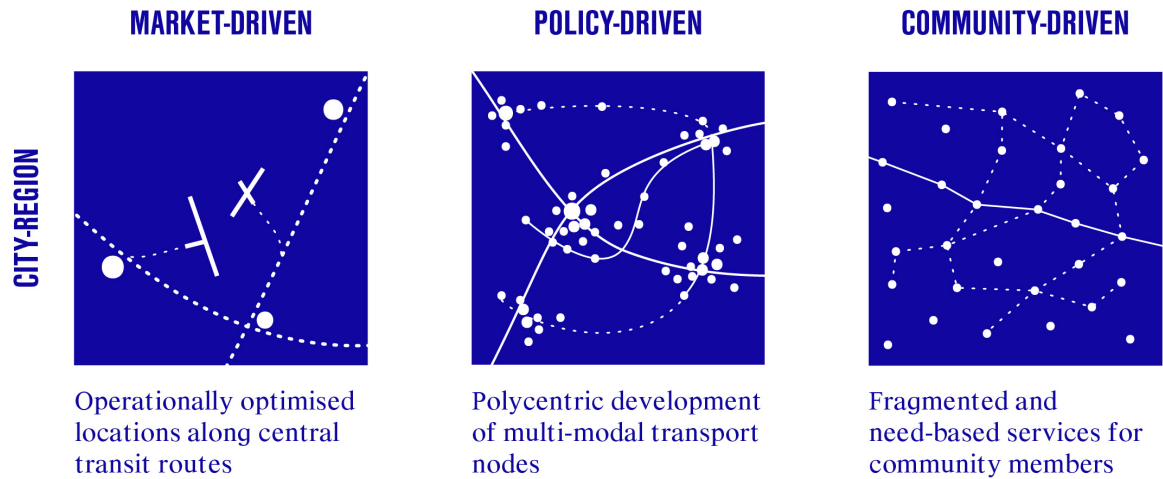 MARKET-DRIVEN
POLICY-DRIVEN
COMMUNITY-DRIVEN
CITY-REGION
Operationally optimised
locations along central
transit routes
Polycentric development
of multi-modal transport
nodes
Fragmented and
need-based services for
community members